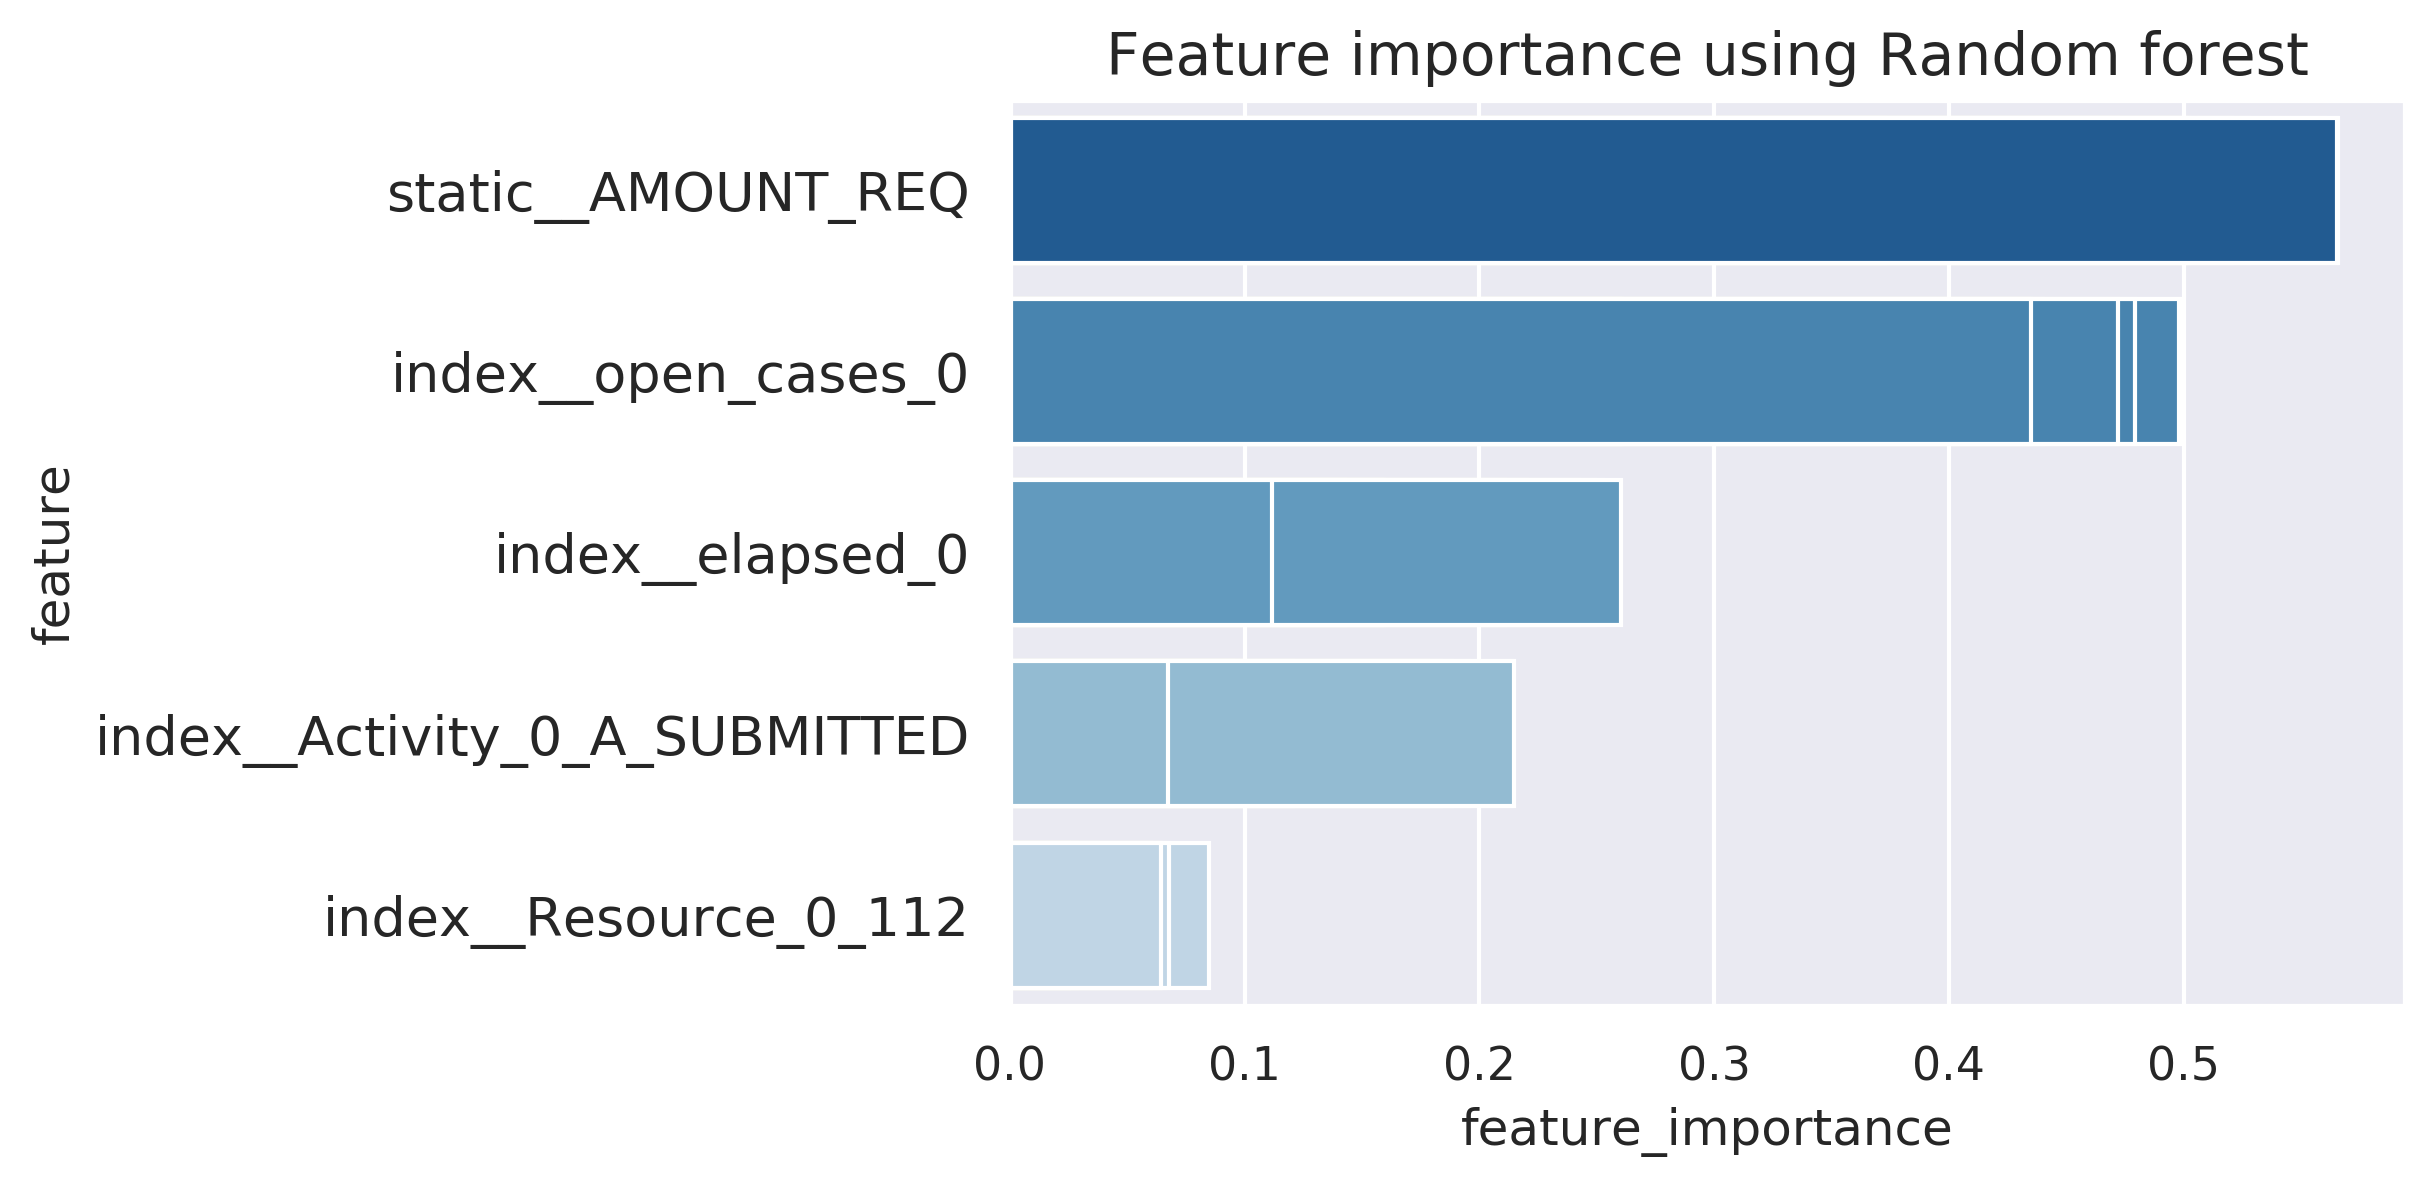 Feature importance using Random forest
static__AMOUNT_REQ
index__open_cases_0
index__elapsed_0
index__Activity_0_A_SUBMITTED
index__Resource_0_112
feature
0.0 0.1 0.2 0.3 0.4 0.5
feature_importance